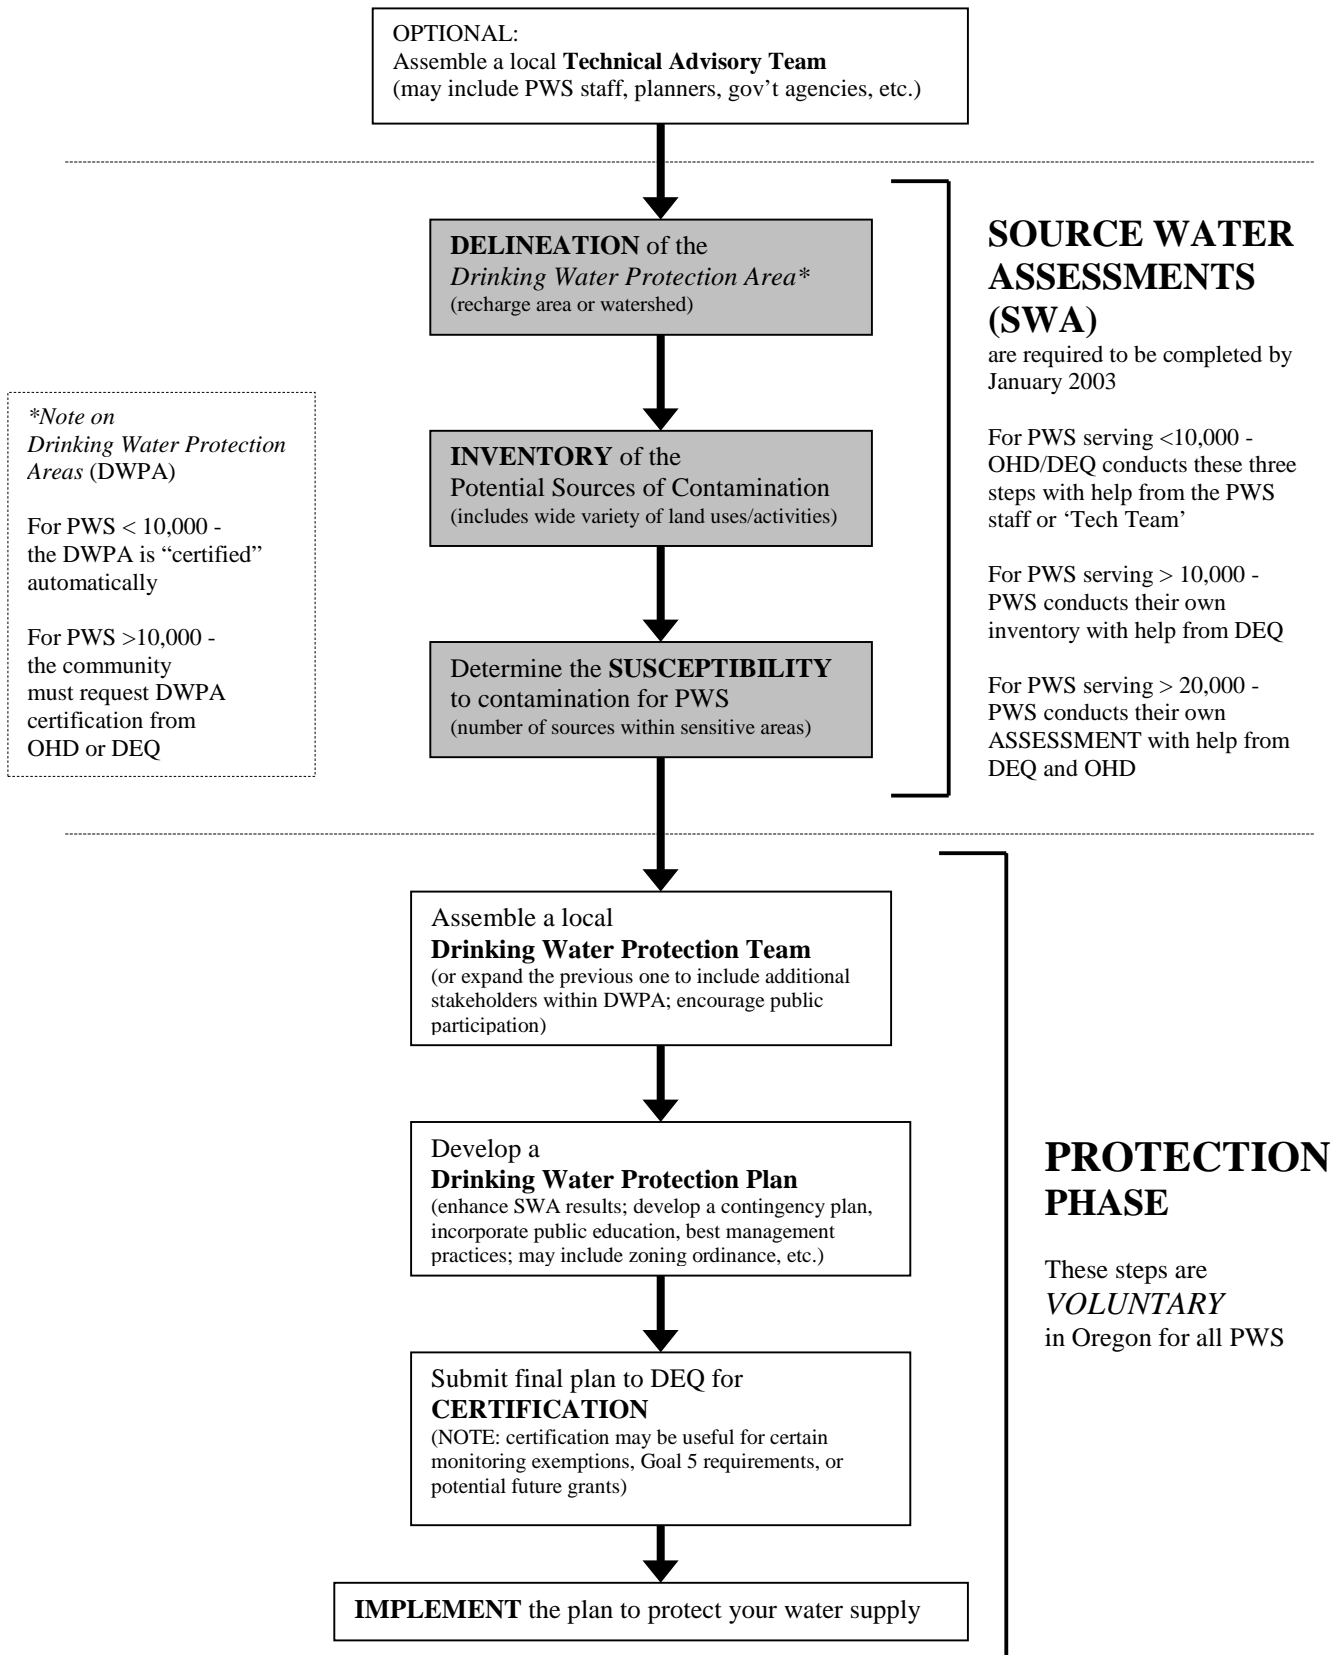 OPTIONAL:
Assemble a local Technical Advisory Team
(may include PWS staff, planners, gov't agencies, etc.)
DELINEATION of the
Drinking Water Protection Area*
(recharge area or watershed)
SOURCE WATER
ASSESSMENTS
(SWA)
are required to be completed by
January 2003
For PWS serving <10,000 -
OHD/DEQ conducts these three
steps with help from the PWS
staff or ‘Tech Team’
For PWS serving > 10,000 -
PWS conducts their own
inventory with help from DEQ
For PWS serving > 20,000 -
PWS conducts their own
ASSESSMENT with help from
DEQ and OHD
*Note on
Drinking Water Protection
Areas (DWPA)
For PWS < 10,000 -
the DWPA is “certified”
automatically
For PWS >10,000 -
the community
must request DWPA
certification from
OHD or DEQ
INVENTORY of the
Potential Sources of Contamination
(includes wide variety of land uses/activities)
Determine the SUSCEPTIBILITY
to contamination for PWS
(number of sources within sensitive areas)
Assemble a local
Drinking Water Protection Team
(or expand the previous one to include additional
stakeholders within DWPA; encourage public
participation)
Develop a
Drinking Water Protection Plan
(enhance SWA results; develop a contingency plan,
incorporate public education, best management
practices; may include zoning ordinance, etc.)
PROTECTION
PHASE
These steps are
VOLUNTARY
in Oregon for all PWS
Submit final plan to DEQ for
CERTIFICATION
(NOTE: certification may be useful for certain
monitoring exemptions, Goal 5 requirements, or
potential future grants)
IMPLEMENT the plan to protect your water supply